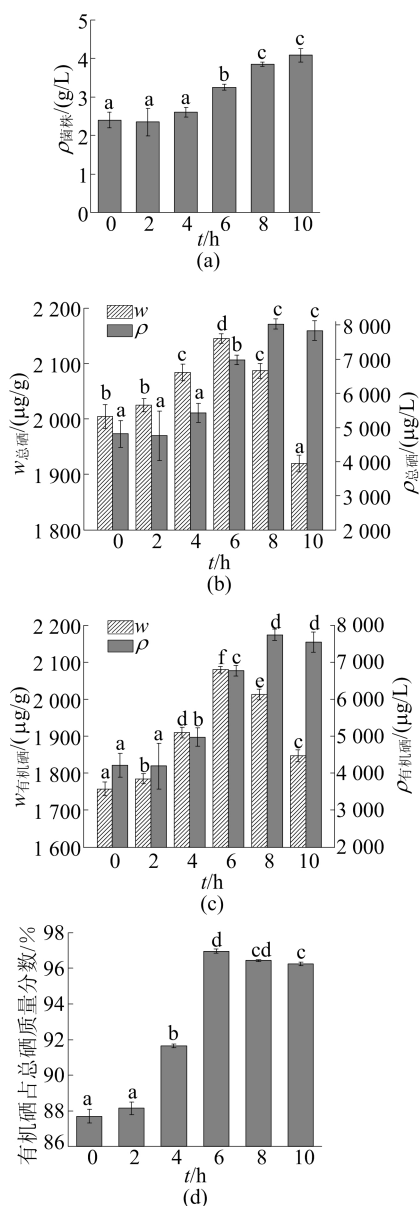 ρ菌株/(g/L)
5
4
3
2
1
0
a a a b c c
0 2 4 6 8 10
t/h
(a)
w总硒/(μg/g)
2 200
2 100
2 000
1 900
1 800
w
ρ
b a b a c a d b c c a c
8 000
7 000
6 000
5 000
4 000
3 000
2 000
ρ总硒/(μg/L)
0 2 4 6 8 10
t/h
(b)
w有机硒/(μg/g)
2 200
2 100
2 000
1 900
1 800
1 700
1 600
w
ρ
a a b a d b f c e d c d
8 000
7 000
6 000
5 000
4 000
3 000
2 000
ρ有机硒/(μg/L)
0 2 4 6 8 10
t/h
(c)
有机硒占总硒质量分数/%
98
96
92
88
86
a a b d cd c
0 2 4 6 8 10
t/h
(d)